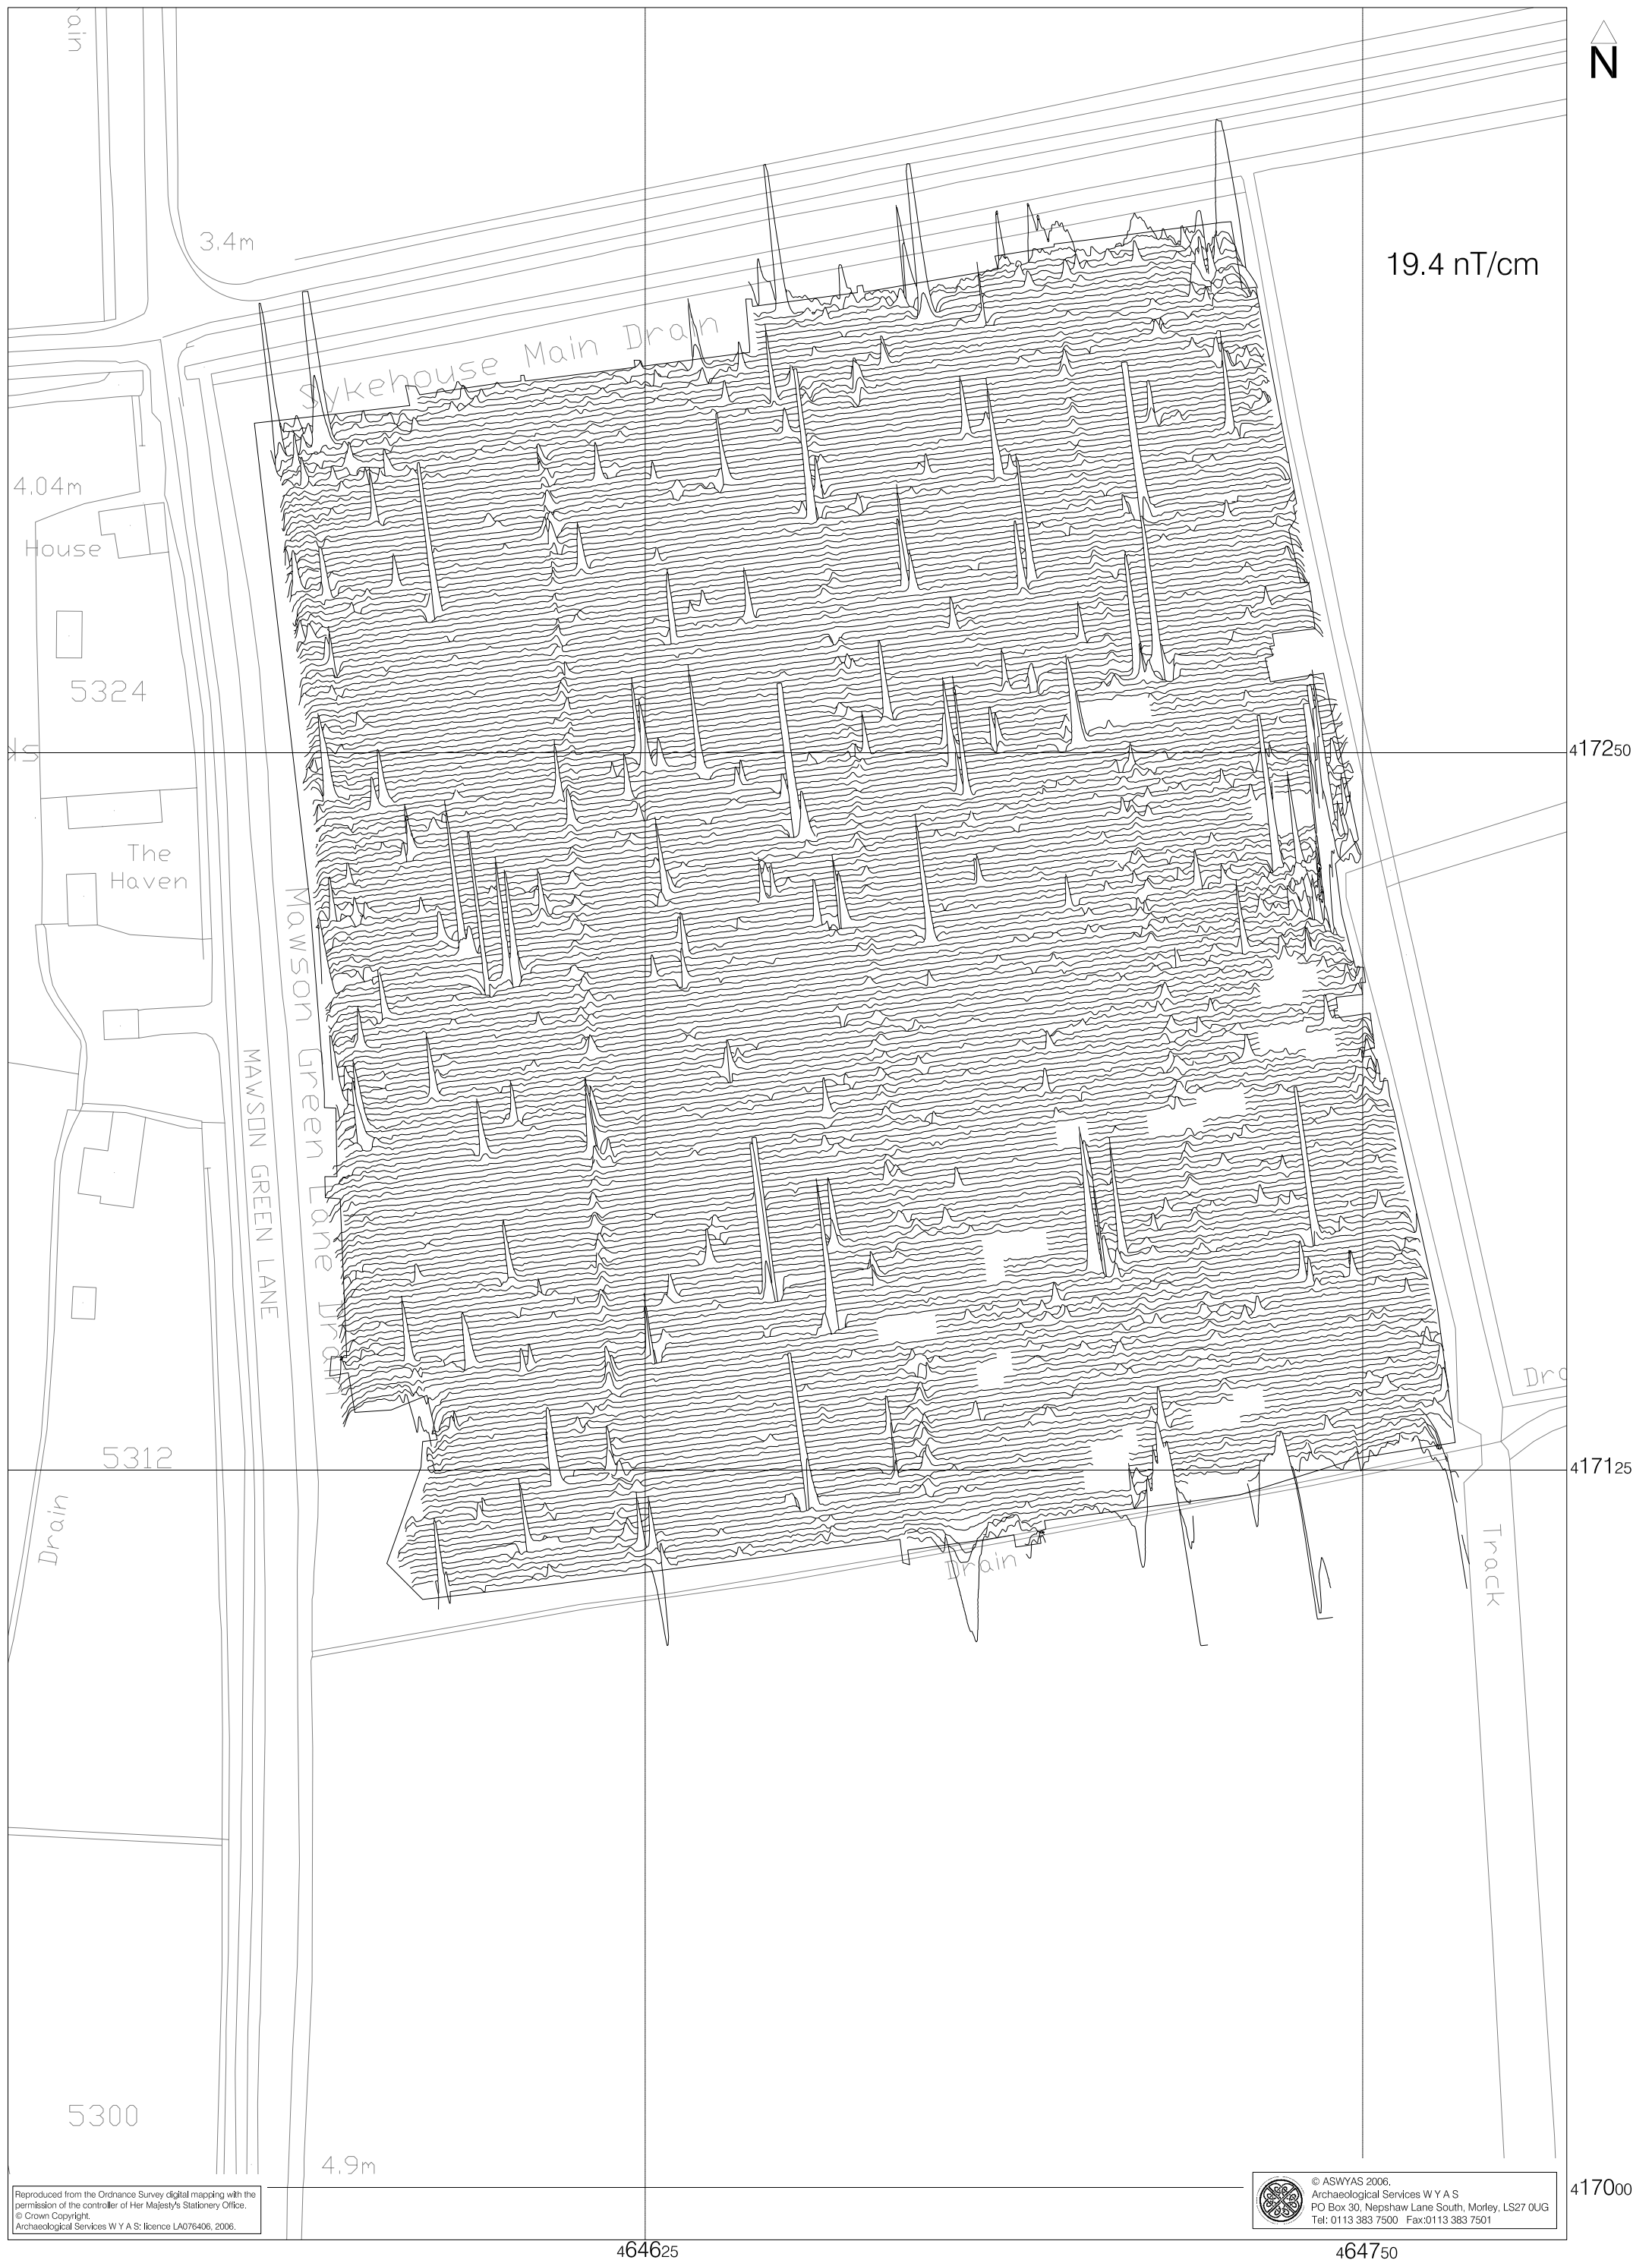 ain
N
3.4m
19.4 nT/cm
Sykehouse Main Drain
4.04m
House
5324
417250
The
Haven
Mawson Green Lane Drain
MAWSON GREEN LANE
5312
417125
Drain
Drain
Track
5300
4.9m
Reproduced from the Ordnance Survey digital mapping with the
permission of the controller of Her Majesty's Stationery Office.
© Crown Copyright.
Archaeological Services W Y A S: licence LA076406, 2006.
© ASWYAS 2006.
Archaeological Services W Y A S
PO Box 30, Nepshaw Lane South, Morley, LS27 0UG
Tel: 0113 383 7500 Fax:0113 383 7501
417000
464625
464750